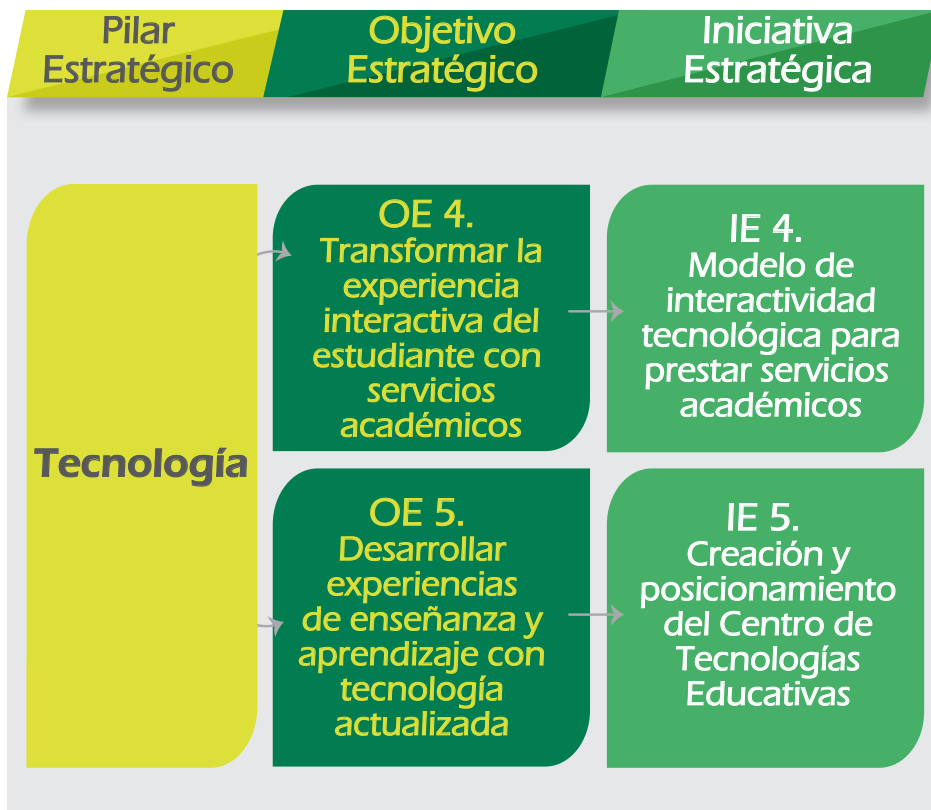 Pilar
Estratégico
Objetivo
Estratégico
Iniciativa
Estratégica
Tecnología
OE 4.
Transformar la
experiencia
interactiva del
estudiante con
servicios
académicos
IE 4.
Modelo de
interactividad
tecnológica para
prestar servicios
académicos
OE 5.
Desarrollar
experiencias
de enseñanza y
aprendizaje con
tecnología
actualizada
IE 5.
Creación y
posicionamiento
del Centro de
Tecnologías
Educativas